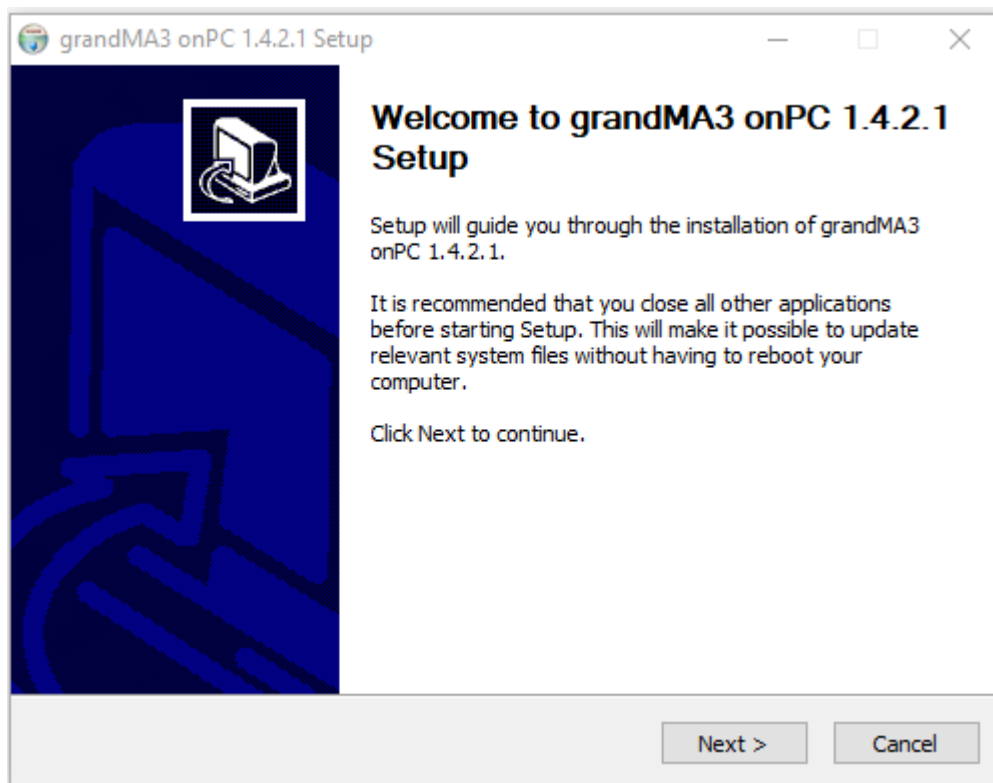 grandMA3 onPC 1.4.2.1 Setup
Welcome to grandMA3 onPC 1.4.2.1
Setup
Setup will guide you through the installation of grandMA3
onPC 1.4.2.1.
It is recommended that you close all other applications
before starting Setup. This will make it possible to update
relevant system files without having to reboot your
computer.
Click Next to continue.
Next >
Cancel